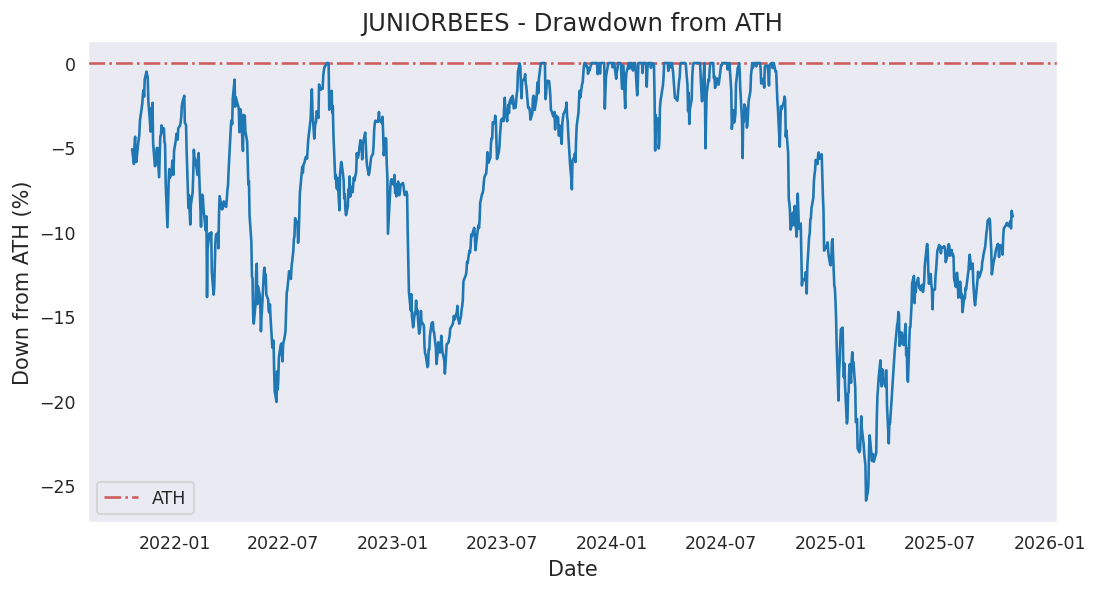 JUNIORBEES - Drawdown from ATH
Down from ATH (%)
0
−5
−10
−15
−20
−25
ATH
2022-01 2022-07 2023-01 2023-07 2024-01 2024-07 2025-01 2025-07 2026-01
Date